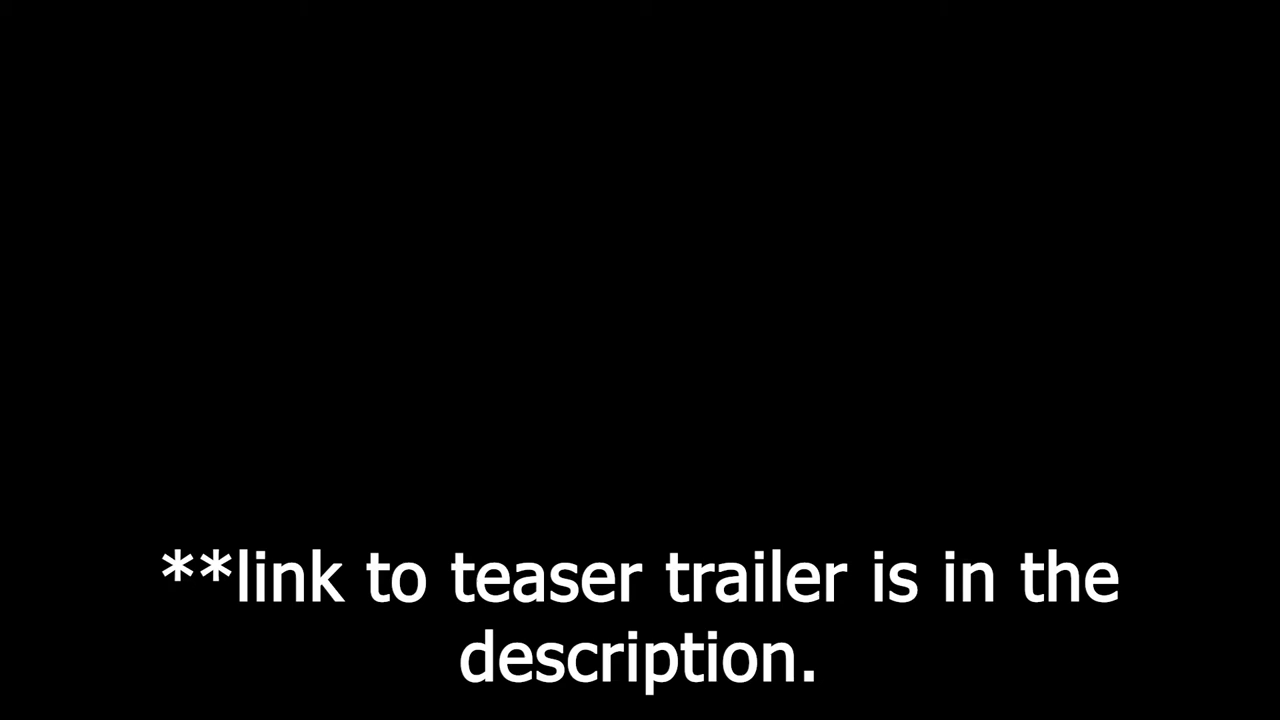 **link to teaser trailer is in the
description.